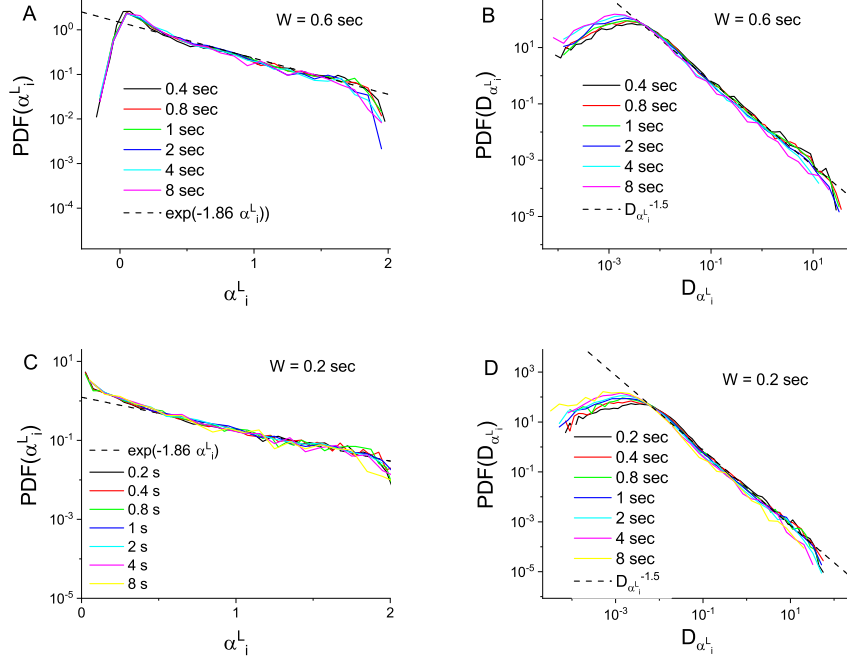 A
W = 0.6 sec
10^0
10^-1
10^-2
10^-3
10^-4
PDF(α^L_i)
0.4 sec
0.8 sec
1 sec
2 sec
4 sec
8 sec
exp(-1.86 α^L_i))
0
1
2
α^L_i
B
W = 0.6 sec
10^3
10^1
10^-1
10^-3
10^-5
PDF(D_α^L_i)
0.4 sec
0.8 sec
1 sec
2 sec
4 sec
8 sec
D_α^L_i^-1.5
10^-3
10^-1
10^1
D_α^L_i
C
W = 0.2 sec
10^1
10^-1
10^-3
10^-5
PDF(α^L_i)
exp(-1.86 α^L_i)
0.2 s
0.4 s
0.8 s
1 s
2 s
4 s
8 s
0
1
2
α^L_i
D
W = 0.2 sec
10^3
10^1
10^-1
10^-3
10^-5
PDF(D_α^L_i)
0.2 sec
0.4 sec
0.8 sec
1 sec
2 sec
4 sec
8 sec
D_α^L_i^-1.5
10^-3
10^-1
10^1
D_α^L_i